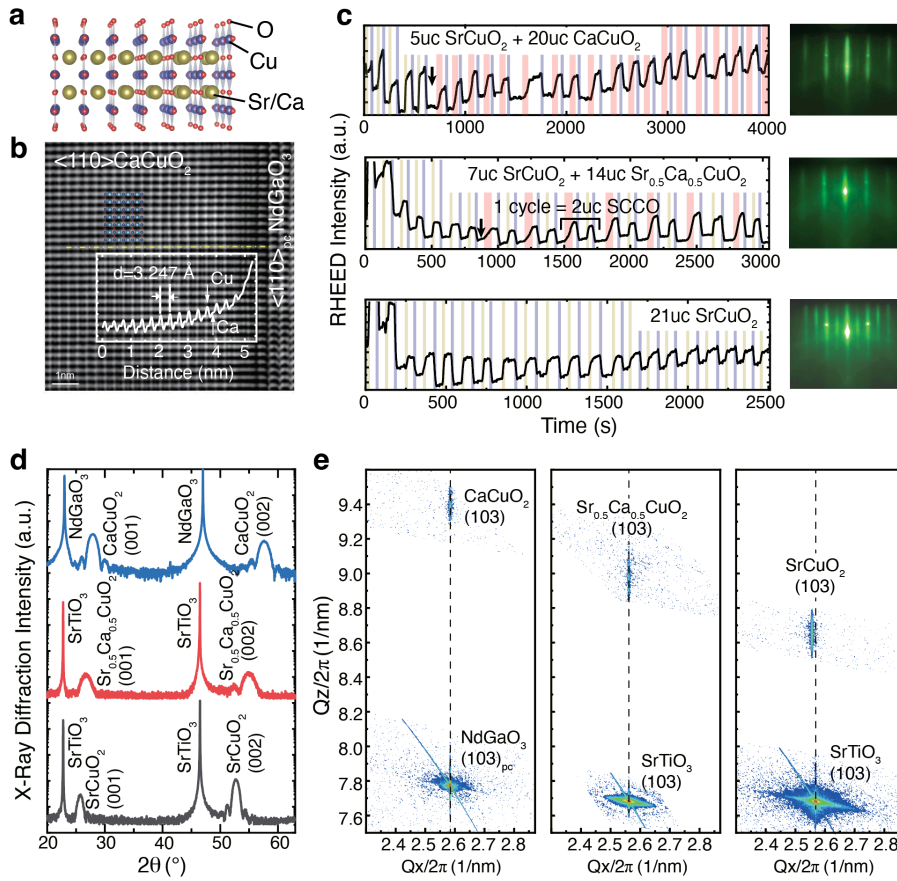 a
O
Cu
Sr/Ca
b
<110>CaCuO2
<110>pc NdGaO3
d=3.247 Å
Cu
Ca
0 1 2 3 4 5
Distance (nm)
1nm
c
RHEED Intensity (a.u.)
5uc SrCuO2 + 20uc CaCuO2
0 1000 2000 3000 4000
7uc SrCuO2 + 14uc Sr0.5Ca0.5CuO2
1 cycle = 2uc SCCO
0 500 1000 1500 2000 2500 3000
21uc SrCuO2
0 500 1000 1500 2000 2500
Time (s)
d
X-Ray Diffraction Intensity (a.u.)
NdGaO3
CaCuO2
(001)
NdGaO3
CaCuO2
(002)
SrTiO3
Sr0.5Ca0.5CuO2
(001)
SrTiO3
Sr0.5Ca0.5CuO2
(002)
SrTiO3
SrCuO2
(001)
SrTiO3
SrCuO2
(002)
20 30 40 50 60
2θ (°)
e
Qz/2π (1/nm)
9.4
9.2
9.0
8.8
8.6
8.4
8.2
8.0
7.8
7.6
CaCuO2
(103)
NdGaO3
(103)pc
2.4 2.5 2.6 2.7 2.8
Qx/2π (1/nm)
Sr0.5Ca0.5CuO2
(103)
SrTiO3
(103)
2.4 2.5 2.6 2.7 2.8
Qx/2π (1/nm)
SrCuO2
(103)
SrTiO3
(103)
2.4 2.5 2.6 2.7 2.8
Qx/2π (1/nm)